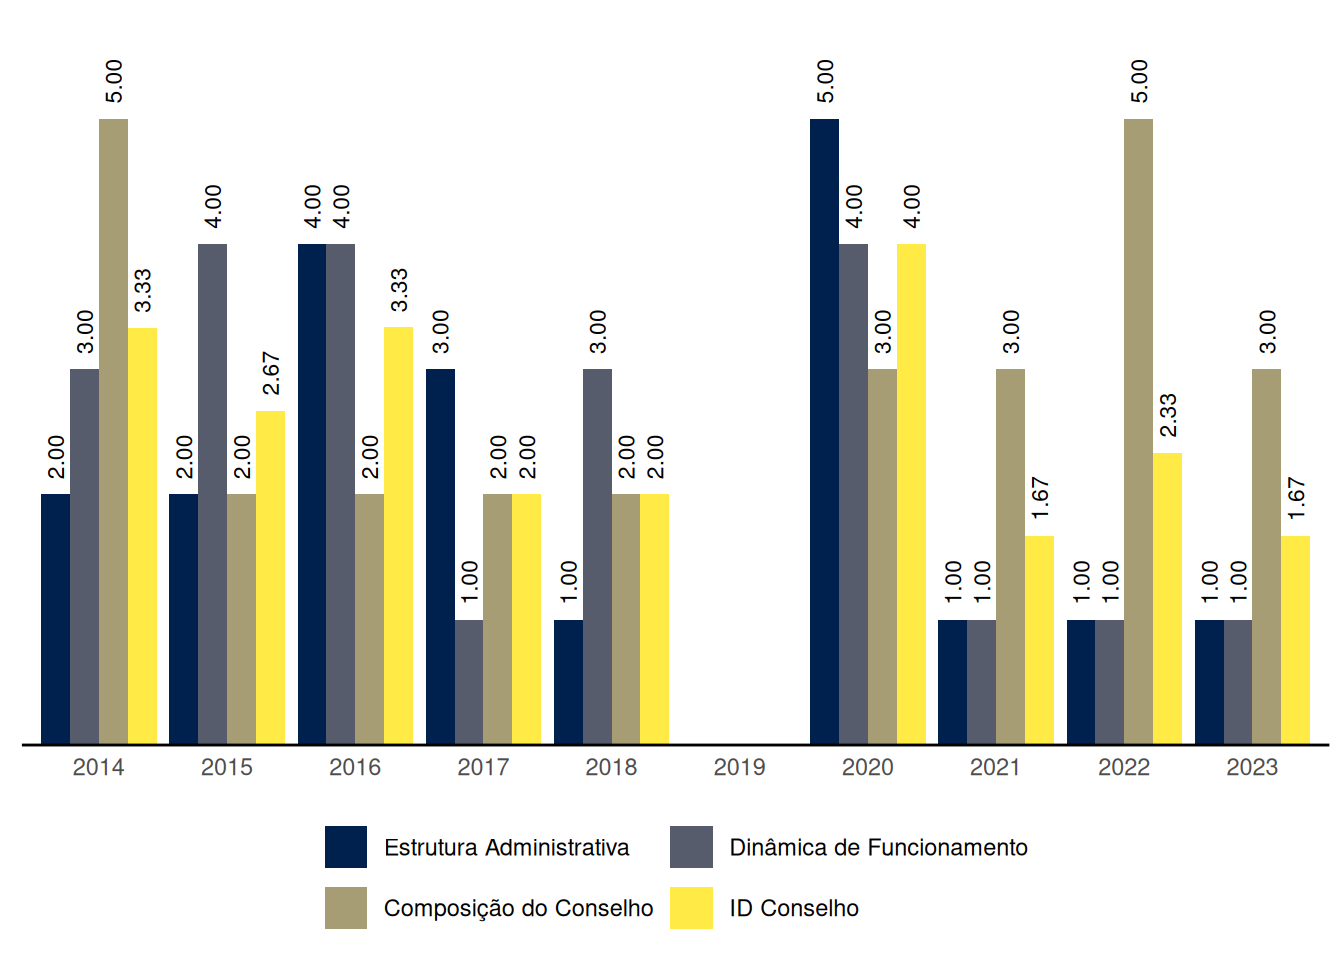 2.00 3.00 5.00 3.33 2.00 4.00 2.00 2.67 4.00 4.00 2.00 3.33 3.00 1.00 2.00 2.00 1.00 3.00 2.00 2.00 5.00 4.00 3.00 4.00 1.00 1.00 3.00 1.67 1.00 1.00 5.00 2.33 1.00 1.00 3.00 1.67
2014 2015 2016 2017 2018 2019 2020 2021 2022 2023
Estrutura Administrativa Dinâmica de Funcionamento
Composição do Conselho ID Conselho